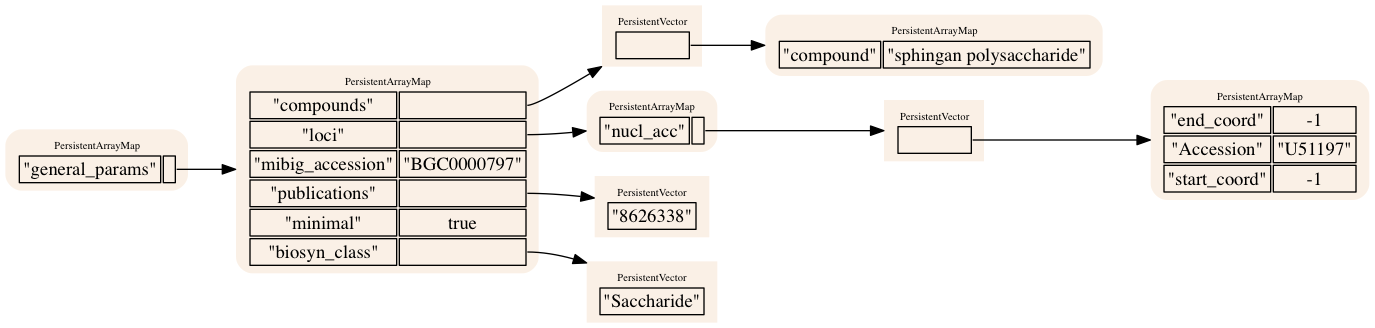 PersistentArrayMap
"general_params"
PersistentArrayMap
"compounds"
"loci"
"mibig_accession" "BGC0000797"
"publications"
"minimal" true
"biosyn_class"
PersistentVector
PersistentArrayMap
"compound" "sphingan polysaccharide"
PersistentArrayMap
"nucl_acc"
PersistentVector
PersistentArrayMap
"end_coord" -1
"Accession" "U51197"
"start_coord" -1
PersistentVector
"8626338"
PersistentVector
"Saccharide"